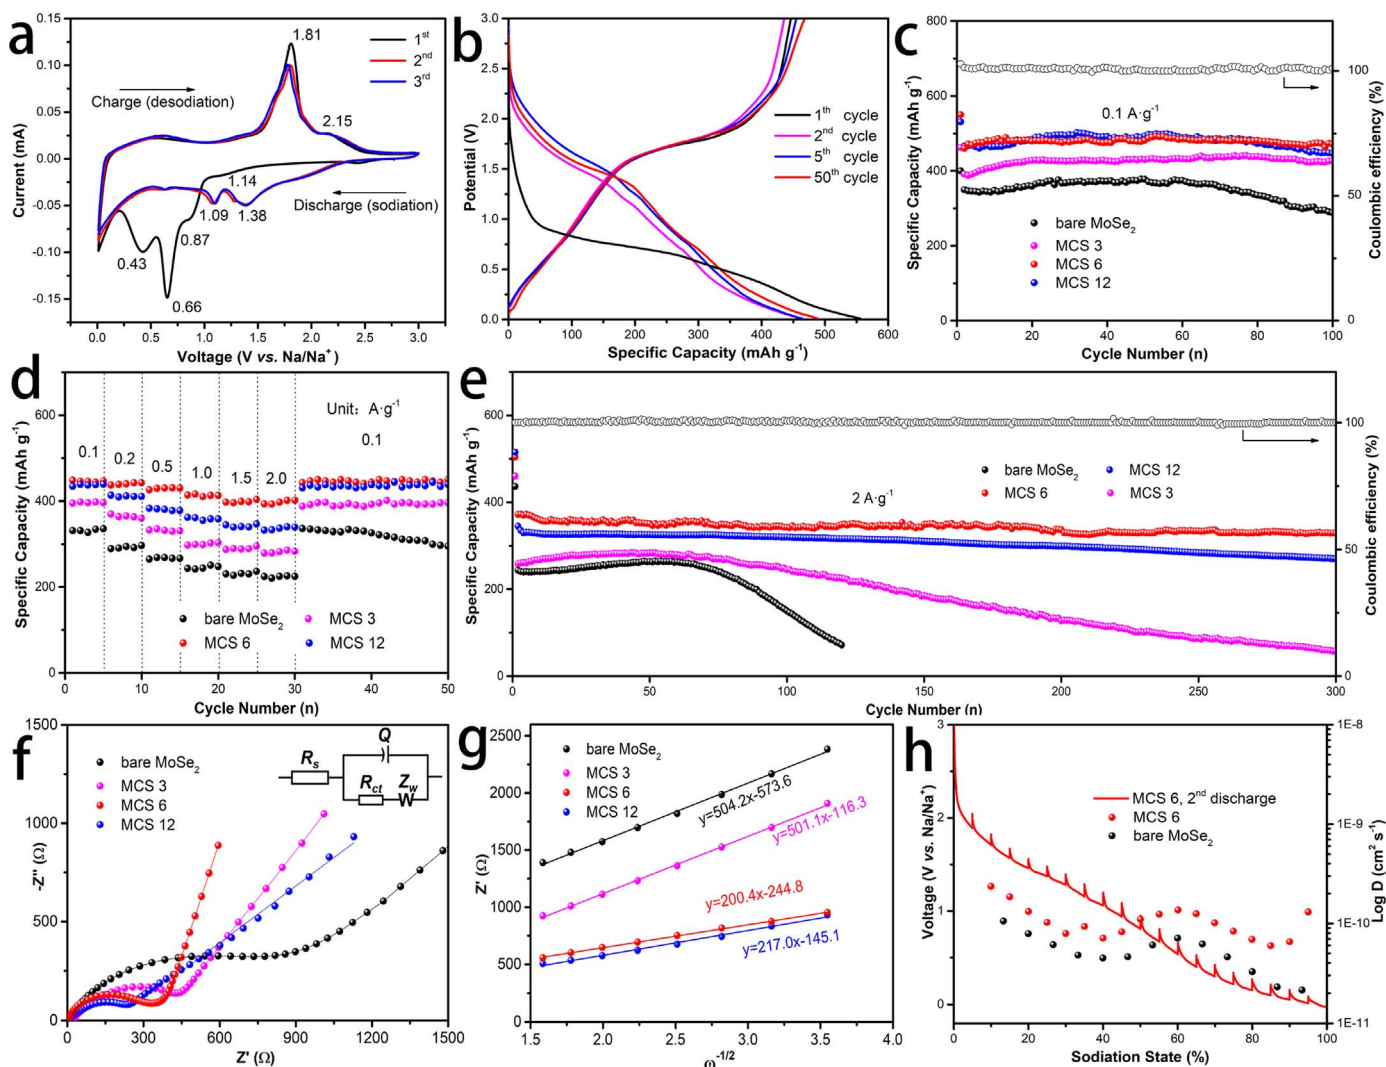 a
0.15
0.10
0.05
0.00
-0.05
-0.10
-0.15
Current (mA)
1.81
1st
2nd
3rd
Charge (desodiation)
2.15
1.14
1.09
1.38
Discharge (sodiation)
0.87
0.43
0.66
0.0 0.5 1.0 1.5 2.0 2.5 3.0
Voltage (V vs. Na/Na+)
b
3.0
2.5
2.0
1.5
1.0
0.5
0.0
Potential (V)
1th cycle
2nd cycle
5th cycle
50th cycle
0 100 200 300 400 500 600
Specific Capacity (mAh g-1)
c
800
600
400
200
0
Specific Capacity (mAh g-1)
0.1 A·g-1
bare MoSe2
MCS 3
MCS 6
MCS 12
100
50
0
Coulombic efficiency (%)
0 20 40 60 80 100
Cycle Number (n)
d
600
400
200
0
Specific Capacity (mAh g-1)
Unit: A·g-1
0.1 0.2 0.5 1.0 1.5 2.0 0.1
bare MoSe2
MCS 3
MCS 6
MCS 12
0 10 20 30 40 50
Cycle Number (n)
e
600
400
300
200
100
0
Specific Capacity (mAh g-1)
bare MoSe2
MCS 12
MCS 6
MCS 3
2 A·g-1
100
50
0
Coulombic efficiency (%)
0 50 100 150 200 250 300
Cycle Number (n)
f
1500
1000
500
0
-Z'' (Ω)
bare MoSe2
MCS 3
MCS 6
MCS 12
Rs
Q
Rct
Zw
0 300 600 900 1200 1500
Z' (Ω)
g
2500
2000
1500
1000
500
0
Z' (Ω)
bare MoSe2
MCS 3
MCS 6
MCS 12
y=504.2x-573.6
y=501.1x-116.3
y=200.4x-244.8
y=217.0x-145.1
1.5 2.0 2.5 3.0 3.5 4.0
ω-1/2
h
3
2
1
0
Voltage (V vs. Na/Na+)
MCS 6, 2nd discharge
MCS 6
bare MoSe2
1E-8
1E-9
1E-10
1E-11
Log D (cm2 s-1)
0 20 40 60 80 100
Sodiation State (%)